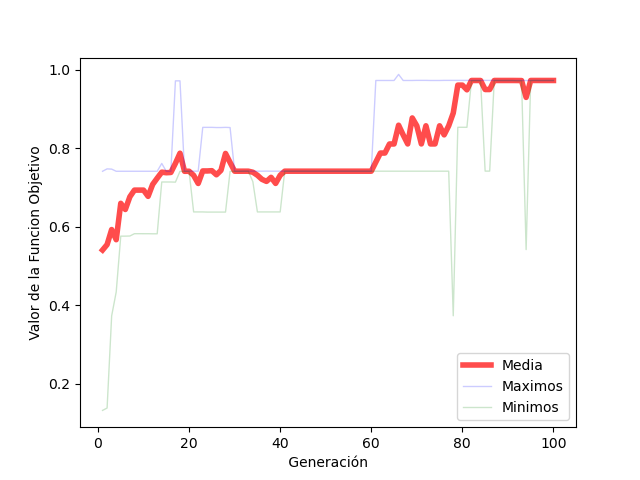 1.0
0.8
0.6
0.4
0.2
Valor de la Funcion Objetivo
Media
Maximos
Minimos
0 20 40 60 80 100
Generación